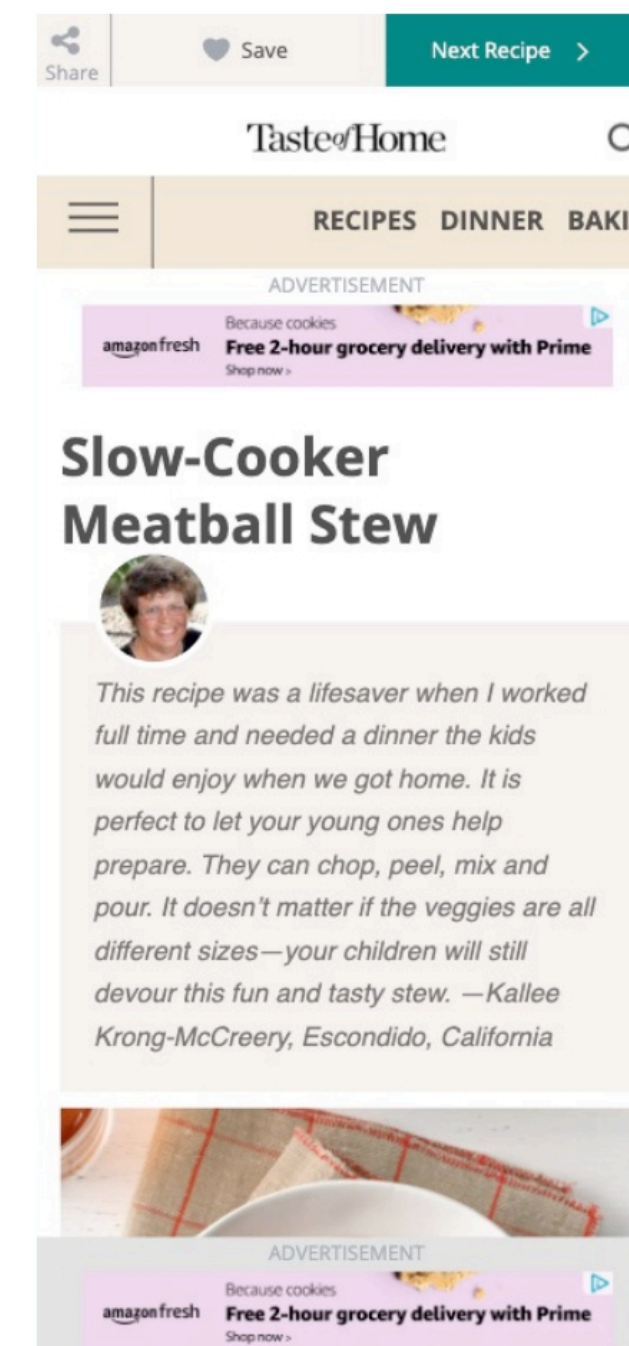 Share
Save
Next Recipe
Taste of Home
RECIPES DINNER BAKI
ADVERTISEMENT
amazonfresh
Because cookies
Free 2-hour grocery delivery with Prime
Shop now >
Slow-Cooker
Meatball Stew
This recipe was a lifesaver when I worked
full time and needed a dinner the kids
would enjoy when we got home. It is
perfect to let your young ones help
prepare. They can chop, peel, mix and
pour. It doesn't matter if the veggies are all
different sizes—your children will still
devour this fun and tasty stew. —Kallee
Krong-McCreery, Escondido, California
ADVERTISEMENT
amazonfresh
Because cookies
Free 2-hour grocery delivery with Prime
Shop now >